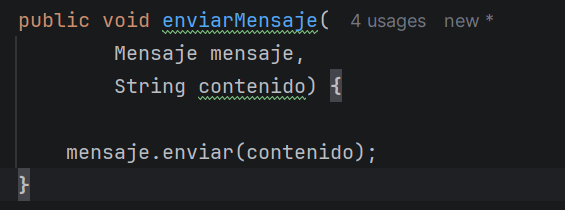 public void enviarMensaje( 4 usages new *
Mensaje mensaje,
String contenido) {
mensaje.enviar(contenido);
}